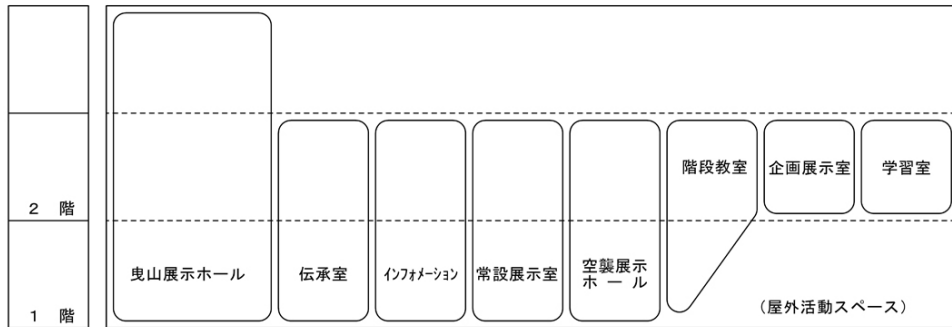 階段教室
企画展示室
学習室
2 階
曳山展示ホール
伝承室
インフォメーション
常設展示室
空襲展示
ホール
1 階
(屋外活動スペース)